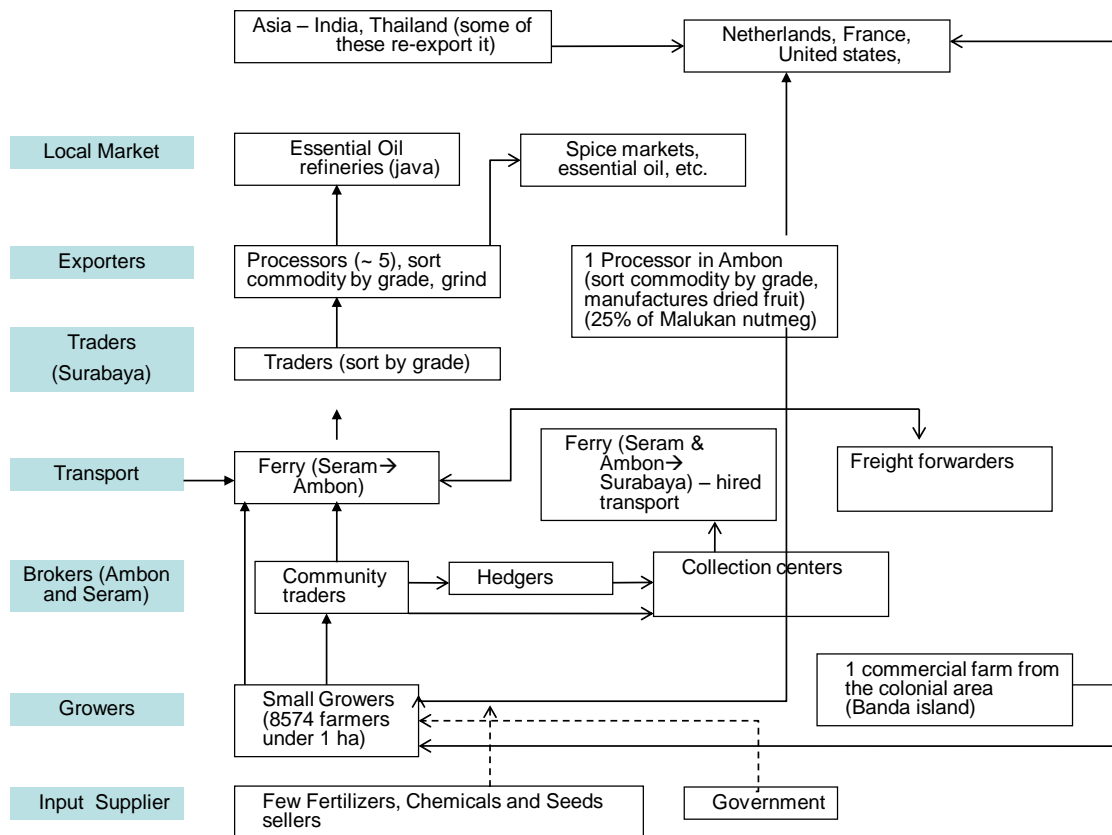 Asia – India, Thailand (some of
these re-export it)
Netherlands, France,
United states,
Local Market
Essential Oil
refineries (java)
Spice markets,
essential oil, etc.
Exporters
Processors (~ 5), sort
commodity by grade, grind
1 Processor in Ambon
(sort commodity by grade,
manufactures dried fruit)
(25% of Malukan nutmeg)
Traders
(Surabaya)
Traders (sort by grade)
Transport
Ferry (Seram→
Ambon)
Ferry (Seram &
Ambon→
Surabaya) – hired
transport
Freight forwarders
Brokers (Ambon
and Seram)
Community
traders
Hedgers
Collection centers
Growers
Small Growers
(8574 farmers
under 1 ha)
1 commercial farm from
the colonial area
(Banda island)
Input Supplier
Few Fertilizers, Chemicals and Seeds
sellers
Government